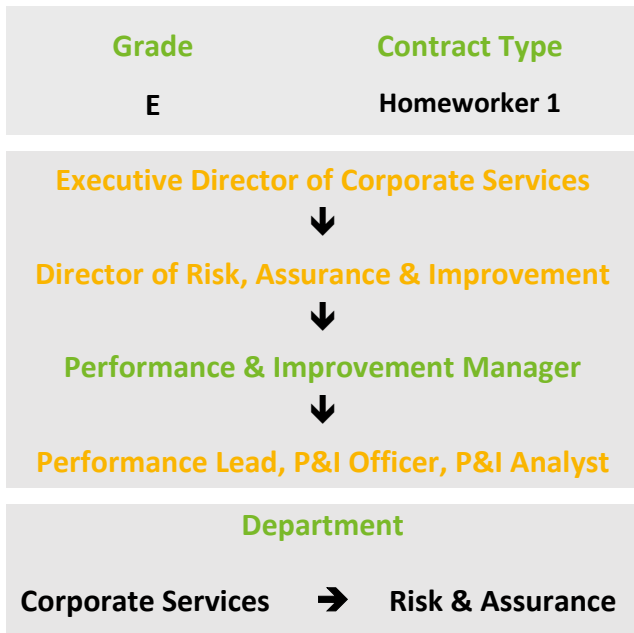 Grade Contract Type
E Homeworker 1
Executive Director of Corporate Services
Director of Risk, Assurance & Improvement
Performance & Improvement Manager
Performance Lead, P&I Officer, P&I Analyst
Department
Corporate Services ➔ Risk & Assurance